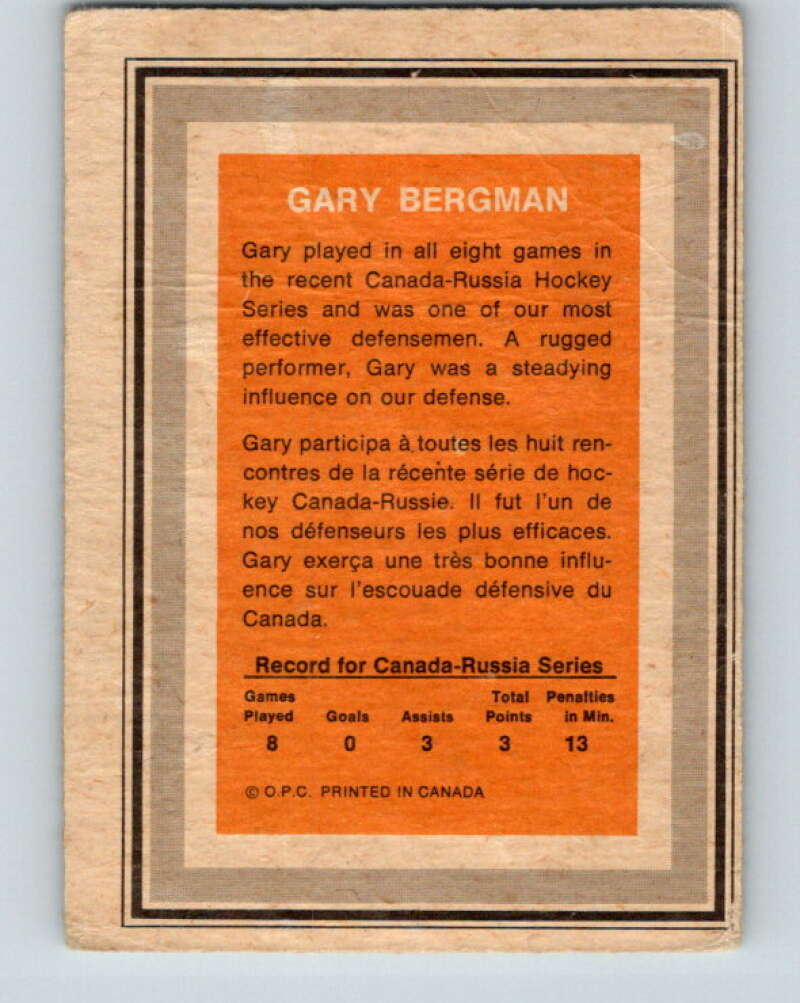 GARY BERGMAN
Gary played in all eight games in
the recent Canada-Russia Hockey
Series and was one of our most
effective defensemen. A rugged
performer, Gary was a steadying
influence on our defense.
Gary participa à toutes les huit ren-
contres de la récente série de hoc-
key Canada-Russie. Il fut l'un de
nos défenseurs les plus efficaces.
Gary exerça une très bonne influ-
ence sur l'escouade défensive du
Canada.
Record for Canada-Russia Series
Games Total Penalties
Played Goals Assists Points in Min.
8 0 3 3 13
© O.P.C. PRINTED IN CANADA